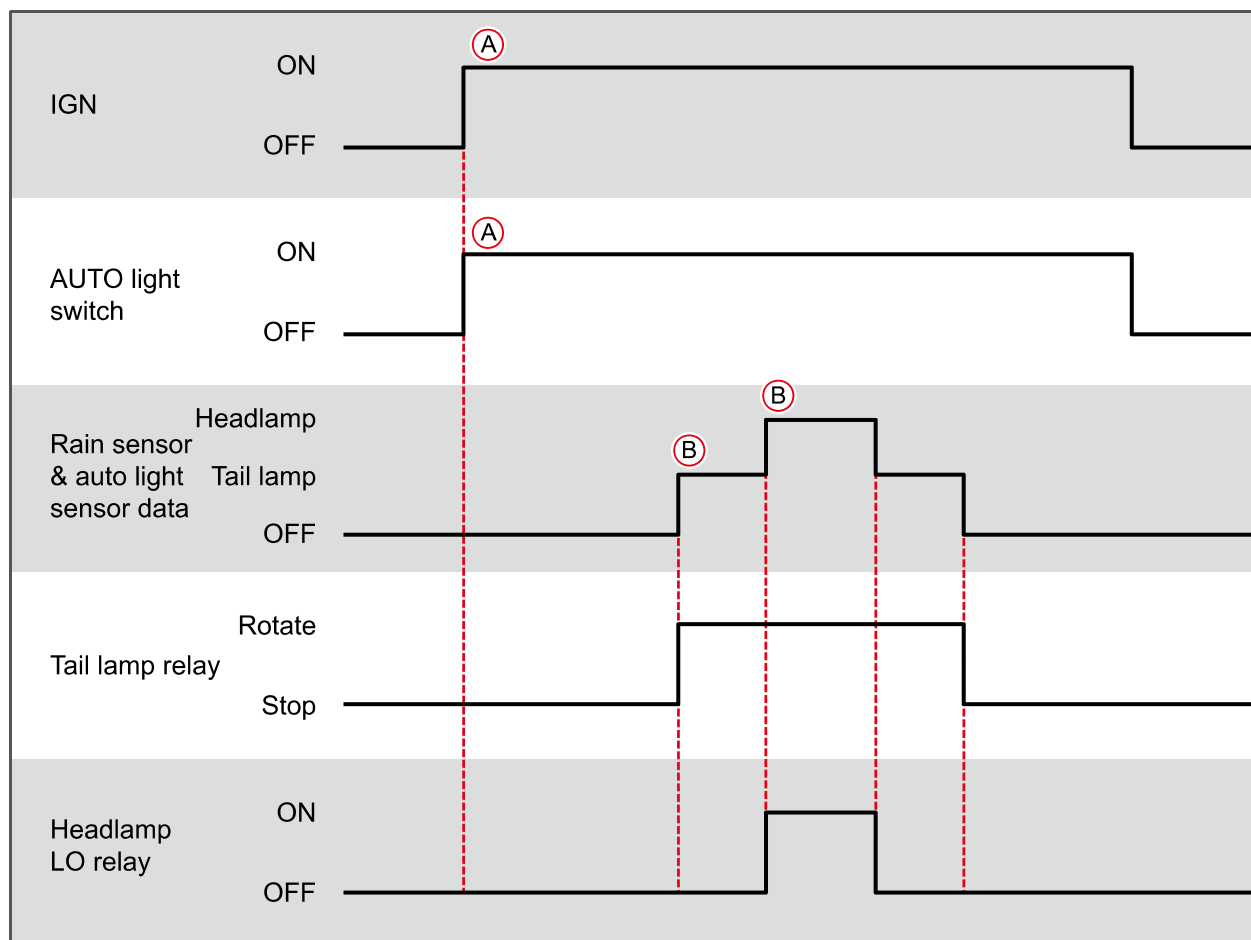 A
ON
IGN
OFF
A
ON
AUTO light
switch
OFF
B
Headlamp
Rain sensor
B
& auto light
Tail lamp
sensor data
OFF
Rotate
Tail lamp relay
Stop
ON
Headlamp
LO relay
OFF